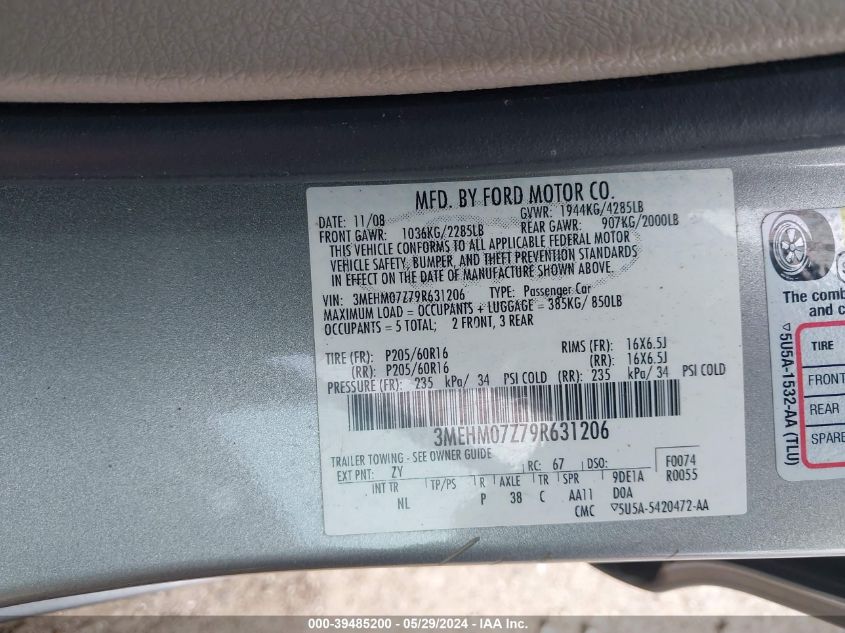 MFD. BY FORD MOTOR CO.
DATE: 11/08 GVWR: 1944KG/4285LB
FRONT GAWR: 1036KG/2285LB REAR GAWR: 907KG/2000LB
THIS VEHICLE CONFORMS TO ALL APPLICABLE FEDERAL MOTOR
VEHICLE SAFETY, BUMPER, AND THEFT PREVENTION STANDARDS
IN EFFECT ON THE DATE OF MANUFACTURE SHOWN ABOVE.
VIN: 3MEHM07Z79R631206 TYPE: Passenger Car
MAXIMUM LOAD = OCCUPANTS + LUGGAGE = 385KG/ 850LB
OCCUPANTS = 5 TOTAL; 2 FRONT, 3 REAR
TIRE (FR): P205/60R16 RIMS (FR): 16X6.5J
(RR): P205/60R16 (RR): 16X6.5J
PRESSURE (FR): 235 kPa/ 34 PSI COLD (RR): 235 kPa/ 34 PSI COLD
3MEHM07Z79R631206
TRAILER TOWING - SEE OWNER GUIDE
EXT PNT: ZY RC: 67 DSO: F0074
R0055
INT TR TP/PS R AXLE TR SPR 9DE1A
NL P 38 C AA11 D0A
CMC ▽5U5A-5420472-AA
The comb
and c
TIRE
FRONT
REAR
SPARE
▽5U5A-1532-AA (TLU)
000-39485200 - 05/29/2024 - IAA Inc.